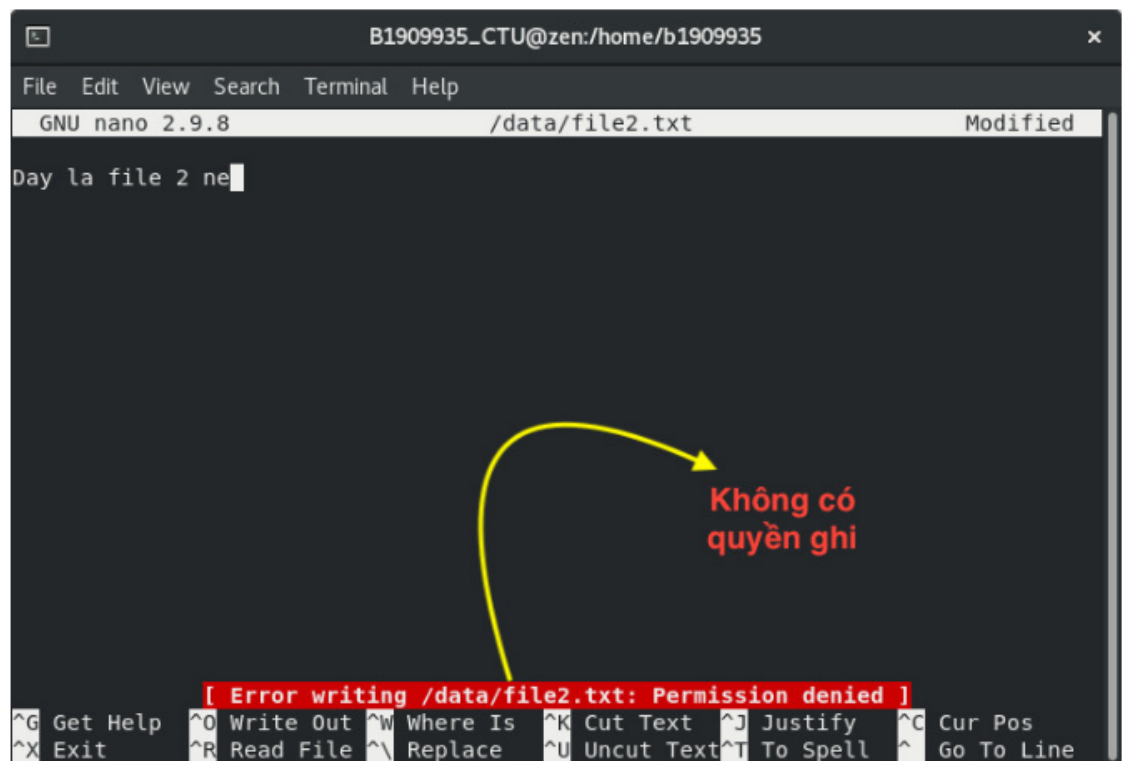 B1909935_CTU@zen:/home/b1909935 ×
File Edit View Search Terminal Help
GNU nano 2.9.8 /data/file2.txt Modified
Day la file 2 ne
Không có
quyền ghi
[ Error writing /data/file2.txt: Permission denied ]
^G Get Help ^O Write Out ^W Where Is ^K Cut Text ^J Justify ^C Cur Pos
^X Exit ^R Read File ^\ Replace ^U Uncut Text ^T To Spell ^ Go To Line